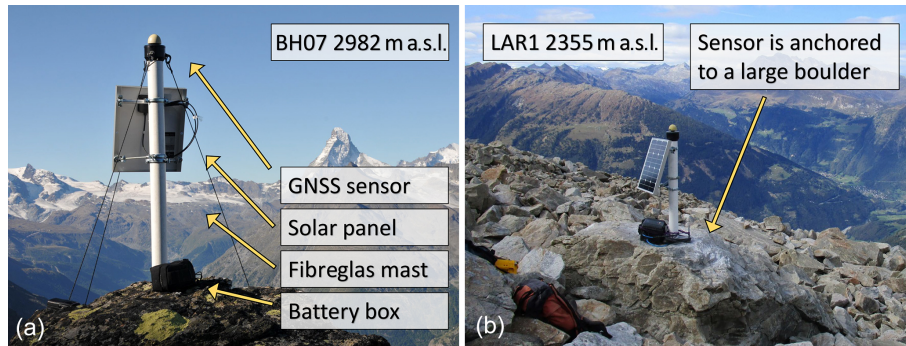 BH07 2982 m a.s.l.
GNSS sensor
Solar panel
Fibreglas mast
Battery box
(a)
LAR1 2355 m a.s.l.
Sensor is anchored
to a large boulder
(b)